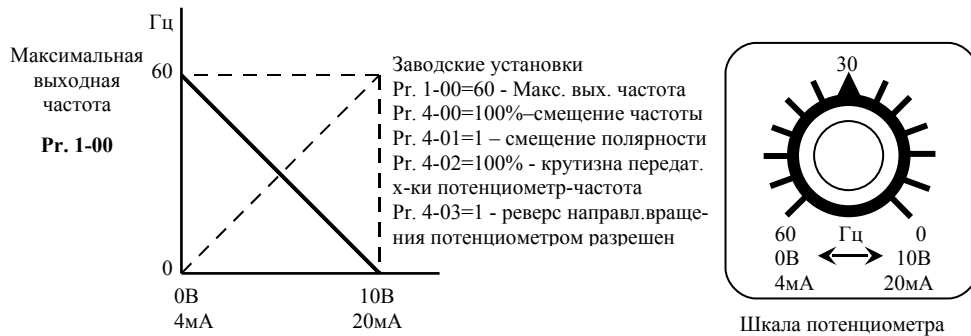 Гц
Максимальная
выходная
частота
Pr. 1-00
60
0
0В
10В
4мА
20мА
Заводские установки
Pr. 1-00=60 - Макс. вых. частота
Pr. 4-00=100%–смещение частоты
Pr. 4-01=1 – смещение полярности
Pr. 4-02=100% - крутизна передат.
х-ки потенциометр-частота
Pr. 4-03=1 - реверс направл.враще-
ния потенциометром разрешен
30
60 Гц 0
0В 10В
4мА 20мА
Шкала потенциометра